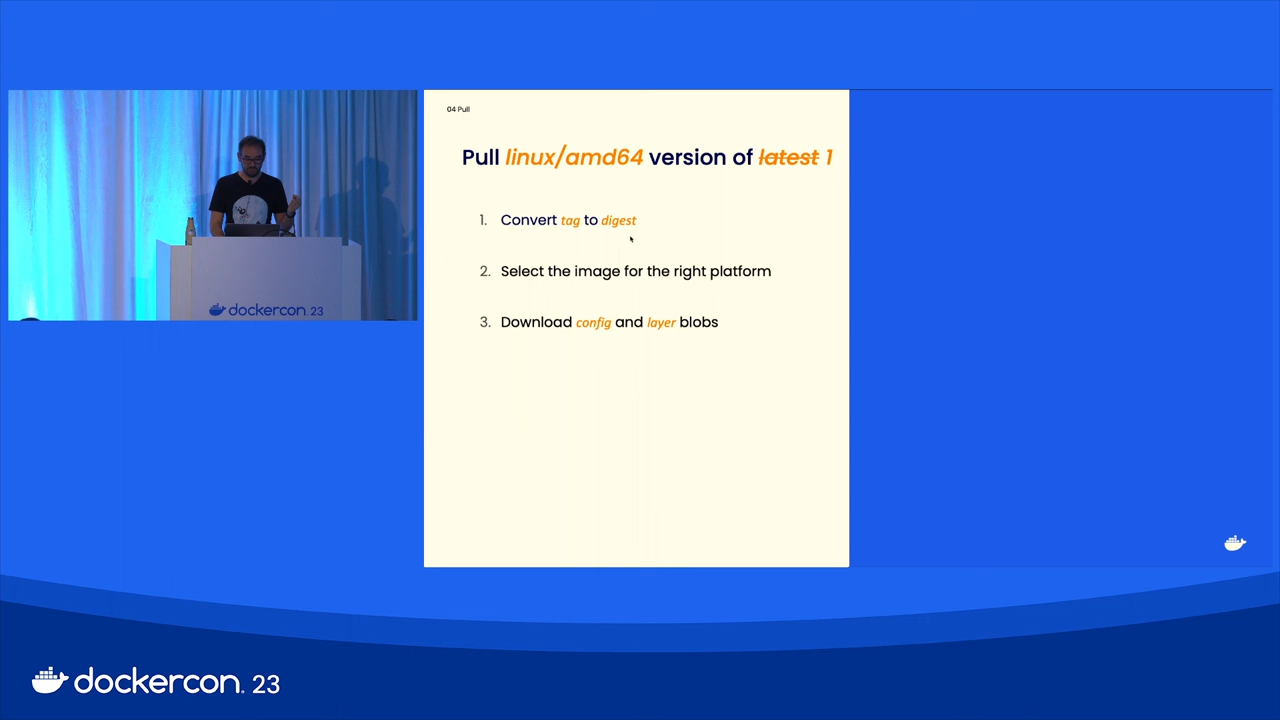 04 Pull
Pull linux/amd64 version of latest 1
1. Convert tag to digest
2. Select the image for the right platform
3. Download config and layer blobs
dockercon 23
dockercon. 23